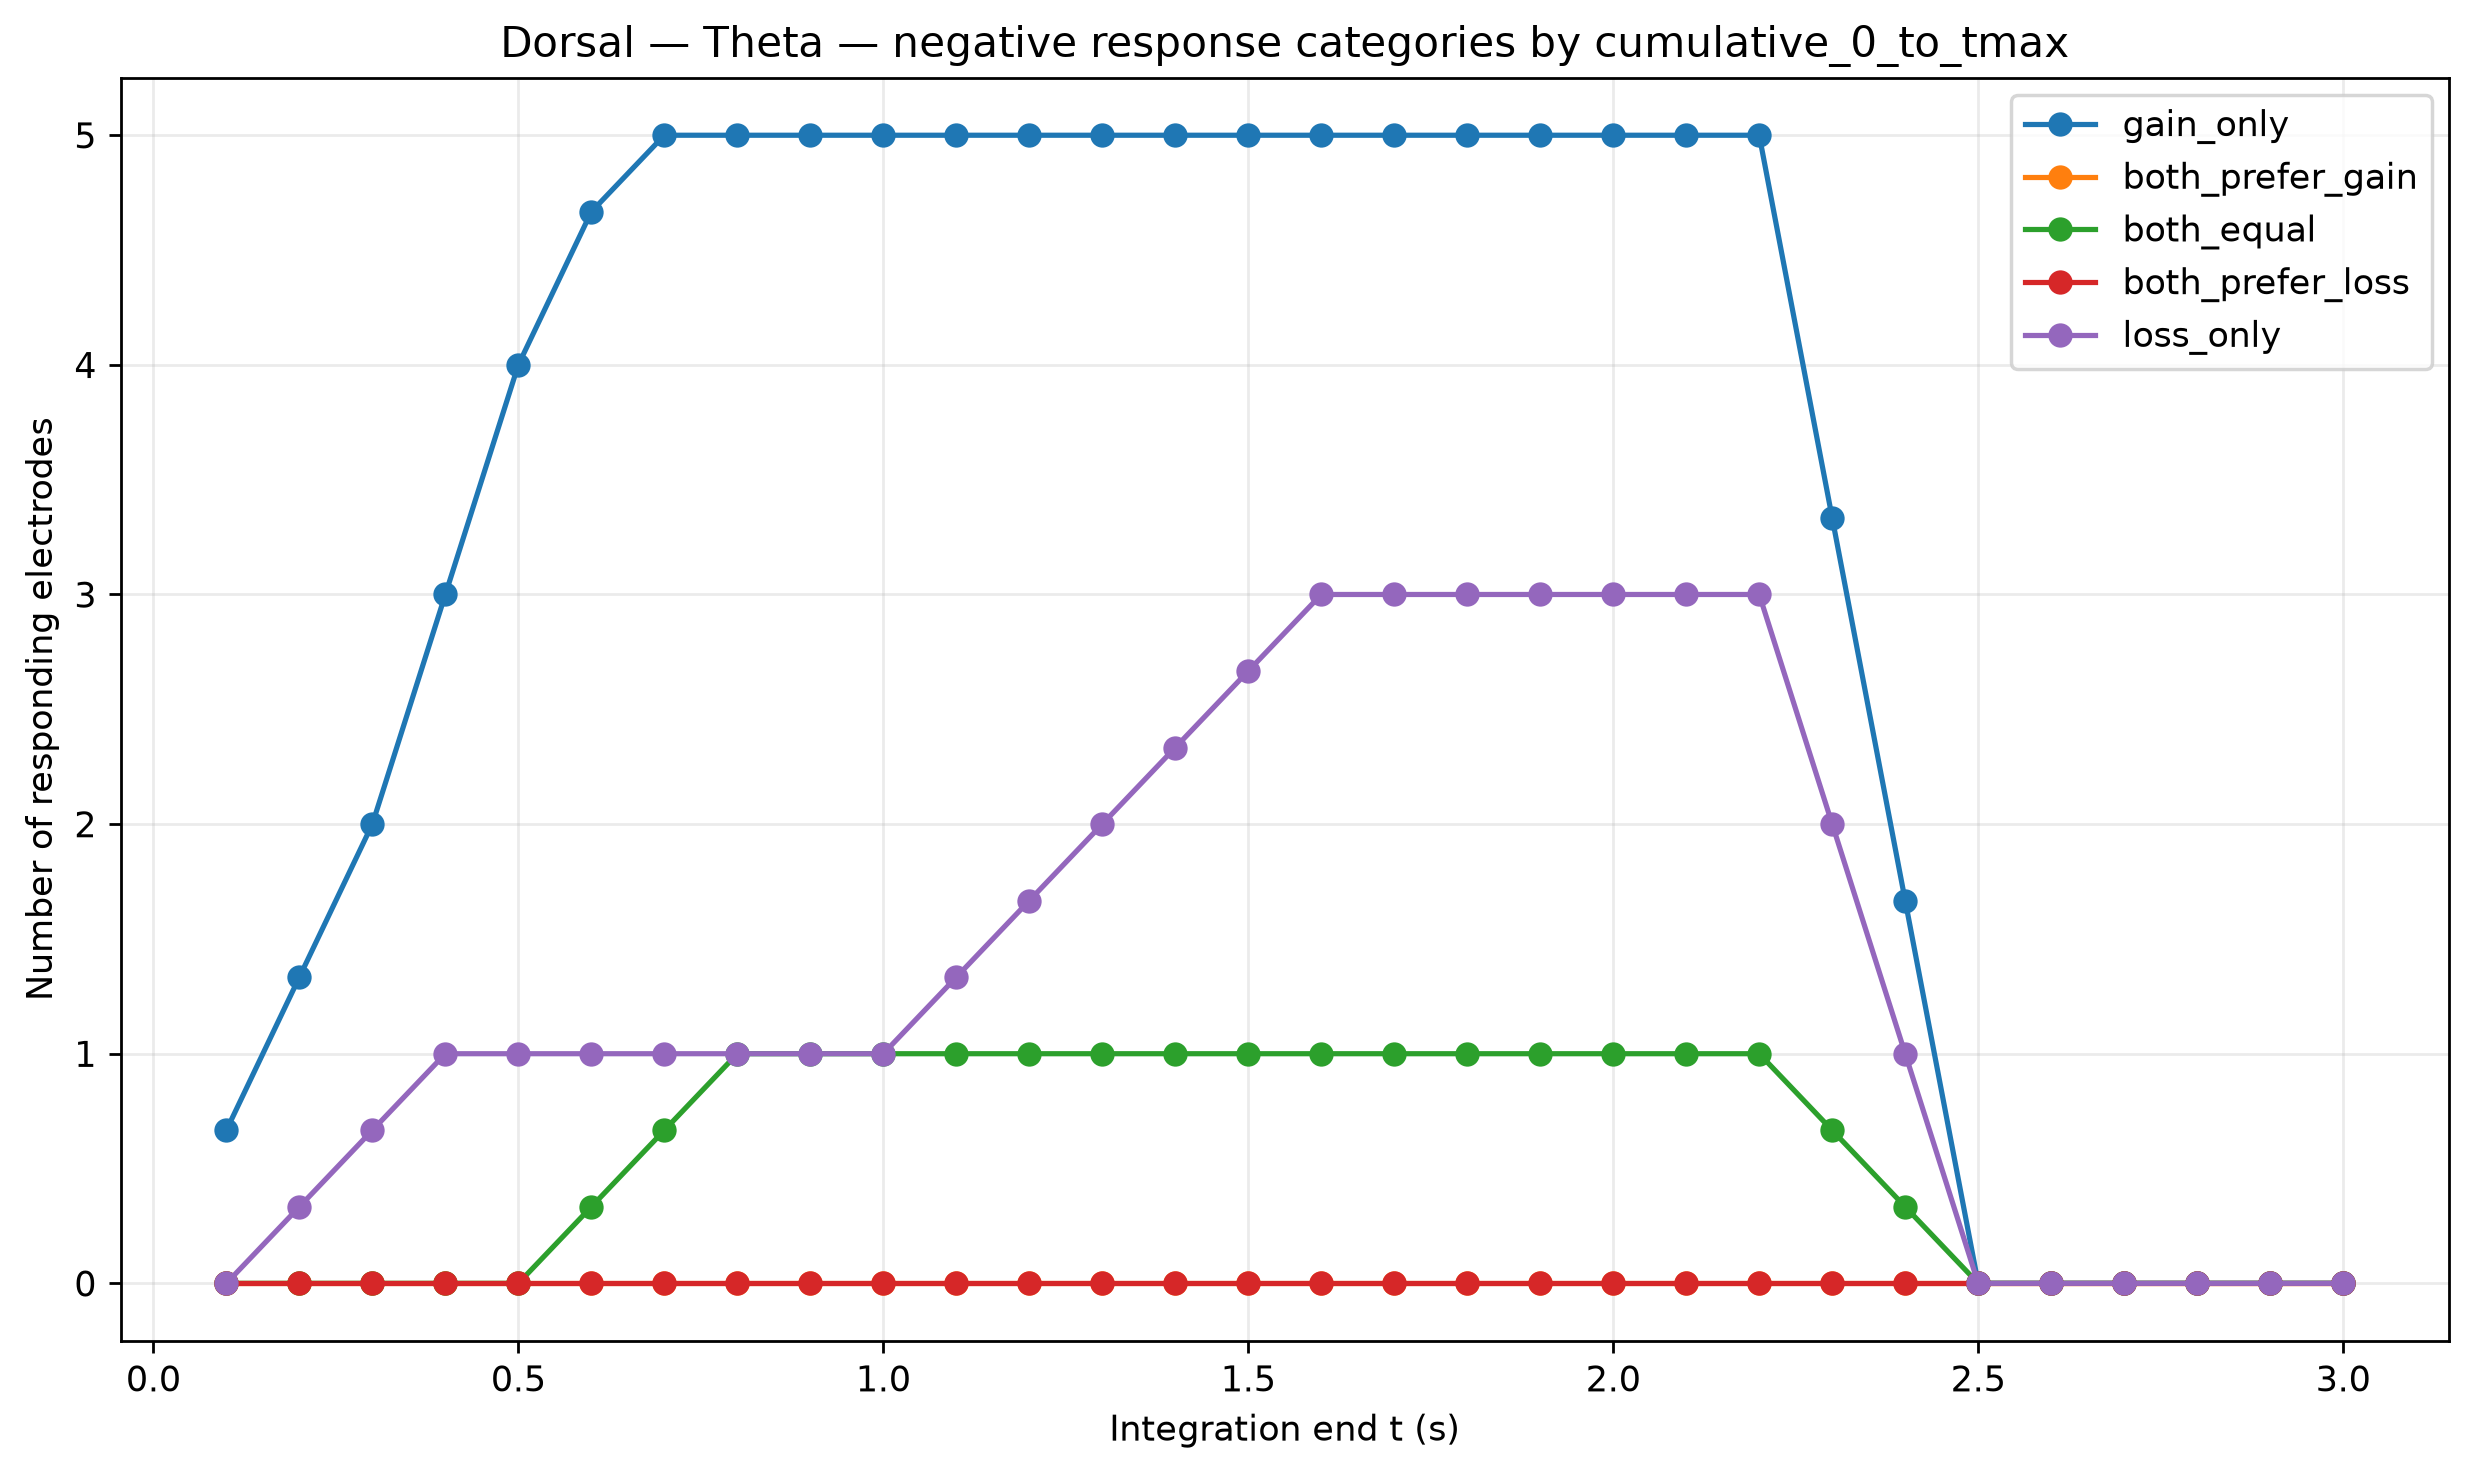 Dorsal — Theta — negative response categories by cumulative_0_to_tmax
gain_only
both_prefer_gain
both_equal
both_prefer_loss
loss_only
Number of responding electrodes
5
4
3
2
1
0
0.0
0.5
1.0
1.5
2.0
2.5
3.0
Integration end t (s)